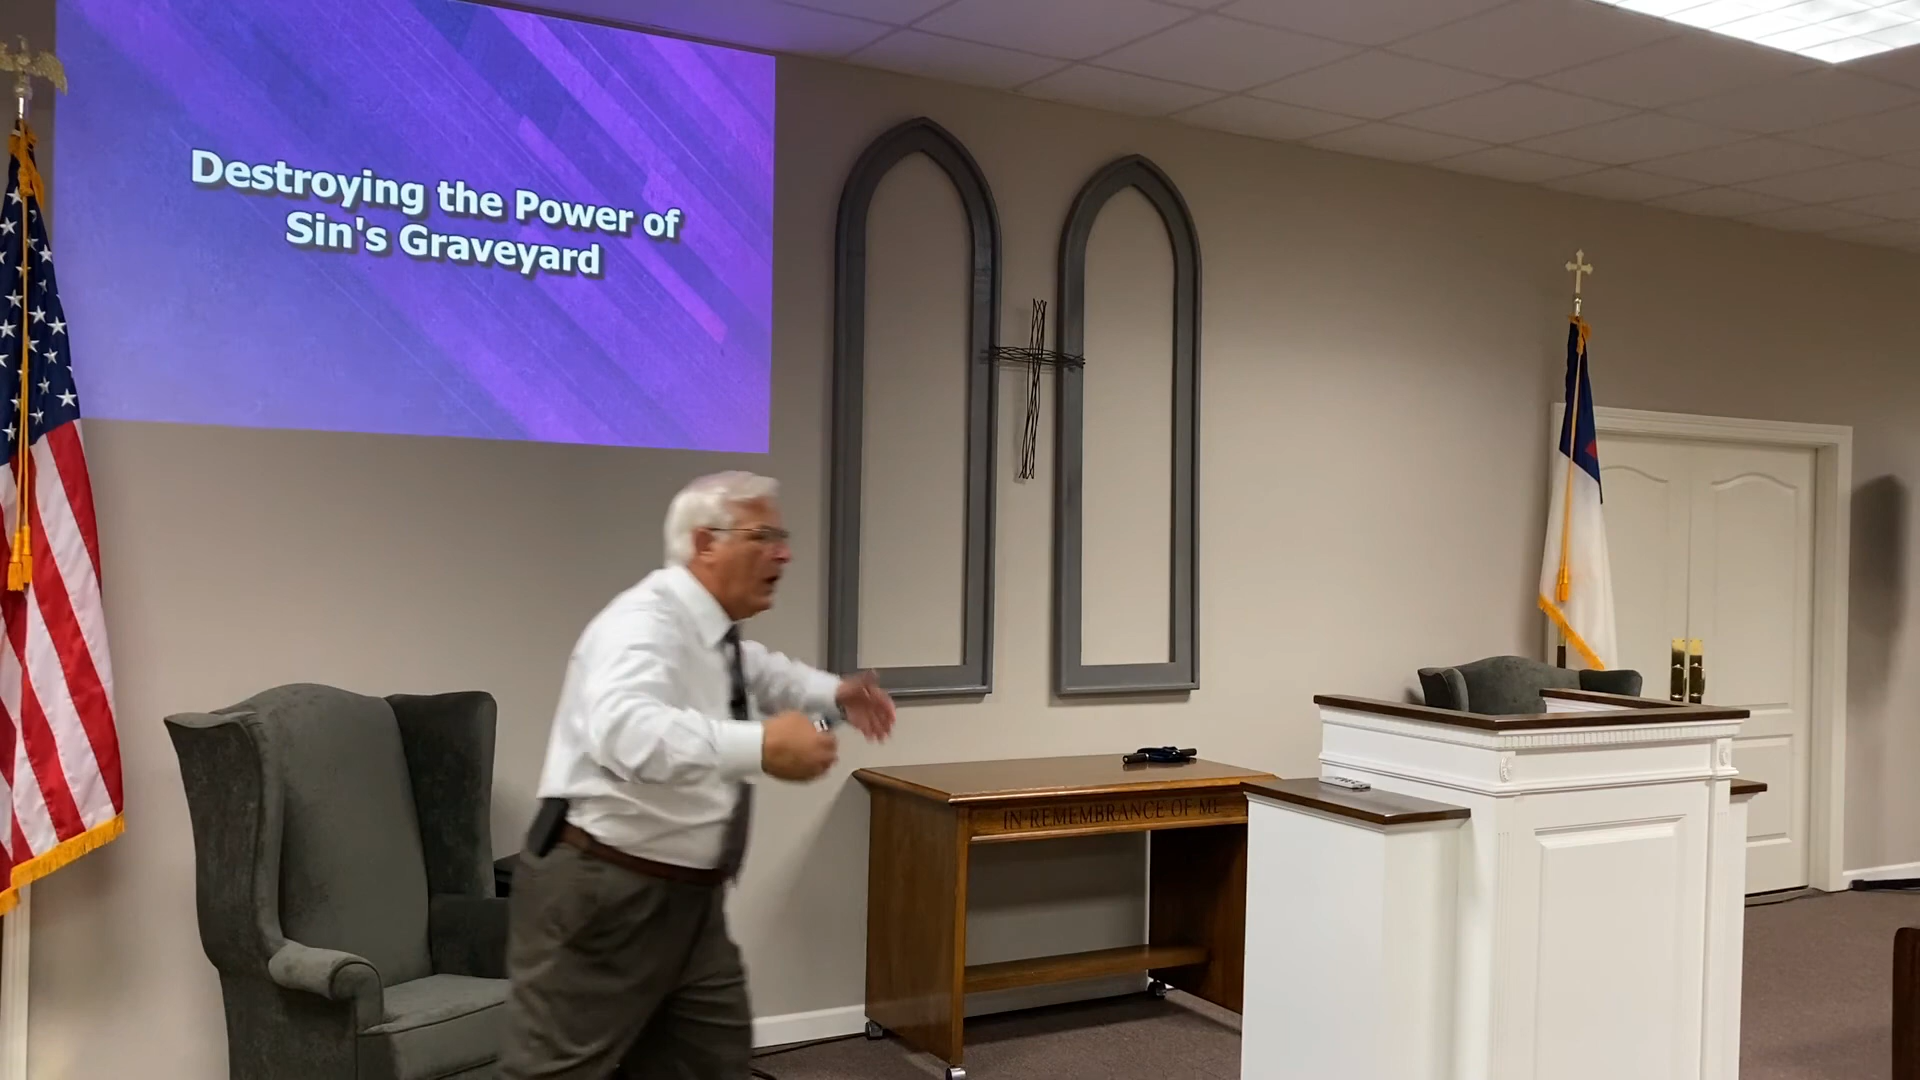 Destroying the Power of
Sin's Graveyard
IN REMEMBRANCE OF ME